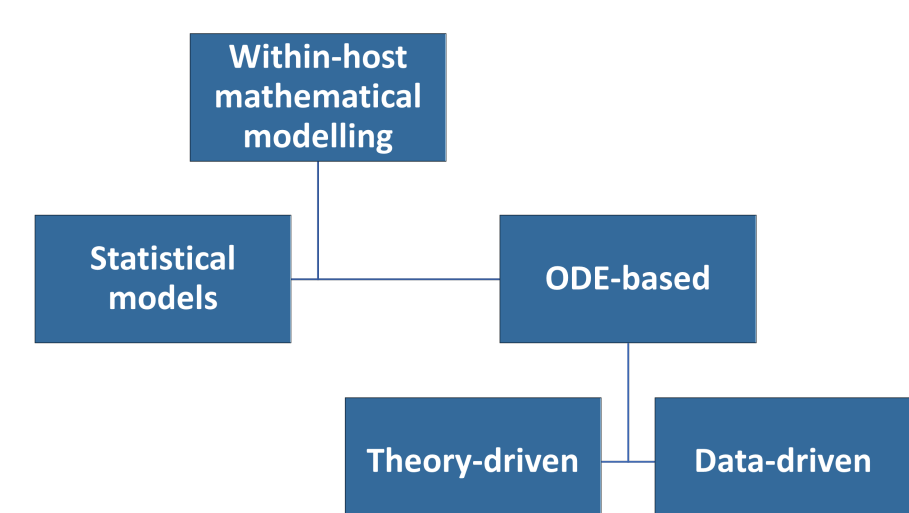 Within-host
mathematical
modelling
Statistical
models
ODE-based
Theory-driven
Data-driven